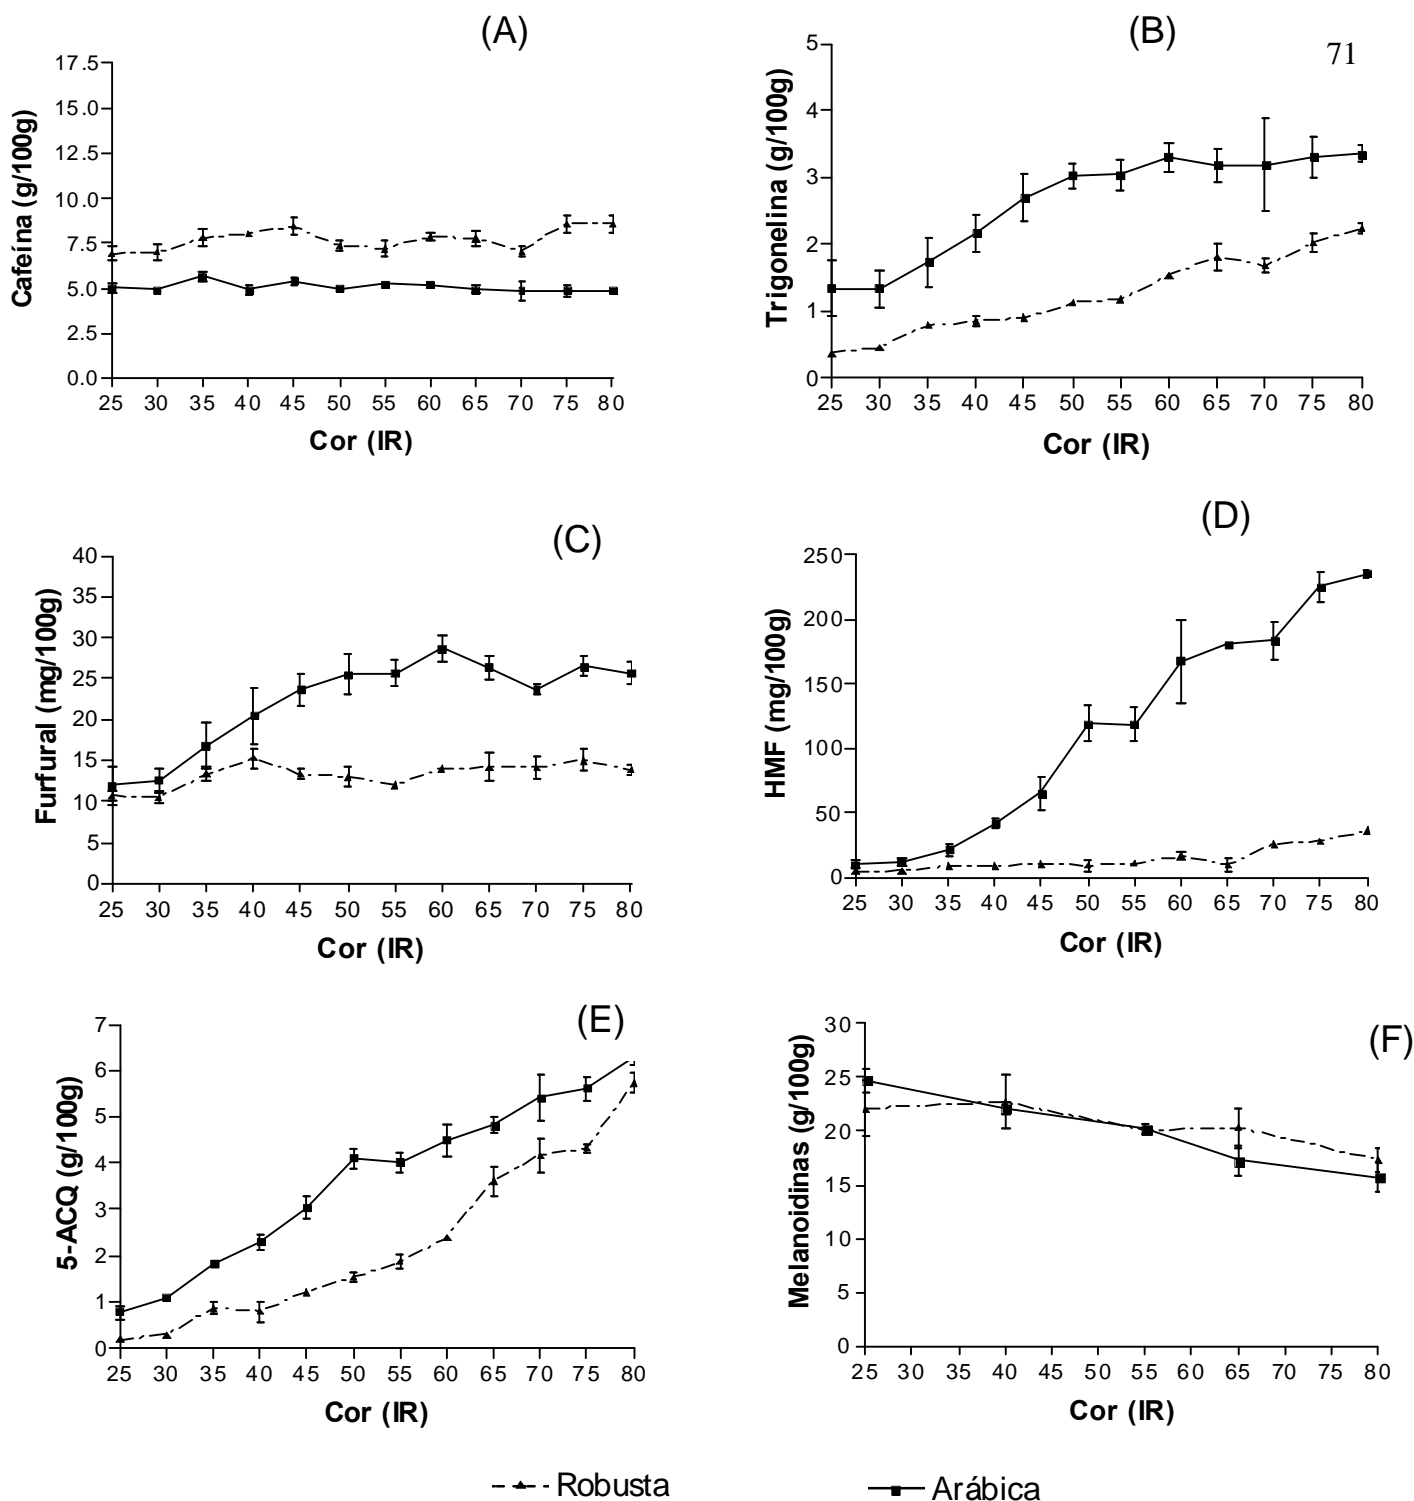 (A)
Cafeína (g/100g)
17.5
15.0
12.5
10.0
7.5
5.0
2.5
0.0
25 30 35 40 45 50 55 60 65 70 75 80
Cor (IR)
(B)
71
Trigonelina (g/100g)
5
4
3
2
1
0
25 30 35 40 45 50 55 60 65 70 75 80
Cor (IR)
(C)
Furfural (mg/100g)
40
35
30
25
20
15
10
5
0
25 30 35 40 45 50 55 60 65 70 75 80
Cor (IR)
(D)
HMF (mg/100g)
250
200
150
100
50
0
25 30 35 40 45 50 55 60 65 70 75 80
Cor (IR)
(E)
5-ACQ (g/100g)
7
6
5
4
3
2
1
0
25 30 35 40 45 50 55 60 65 70 75 80
Cor (IR)
(F)
Melanoidinas (g/100g)
30
25
20
15
10
5
0
25 30 35 40 45 50 55 60 65 70 75 80
Cor (IR)
Robusta
Arábica